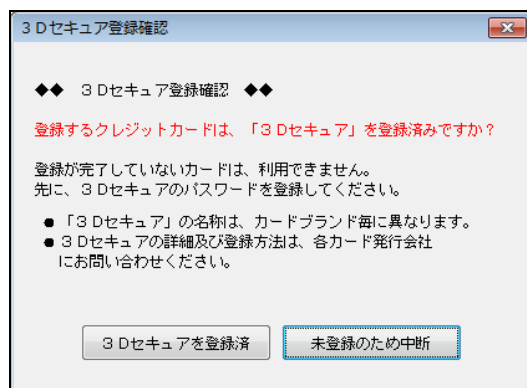 ３Ｄセキュア登録確認
◆◆　３Ｄセキュア登録確認　◆◆
登録するクレジットカードは、「３Ｄセキュア」を登録済みですか？
登録が完了していないカードは、利用できません。
先に、３Ｄセキュアのパスワードを登録してください。
●「３Ｄセキュア」の名称は、カードブランド毎に異なります。
●３Ｄセキュアの詳細及び登録方法は、各カード発行会社
にお問い合わせください。
３Ｄセキュアを登録済　未登録のため中断